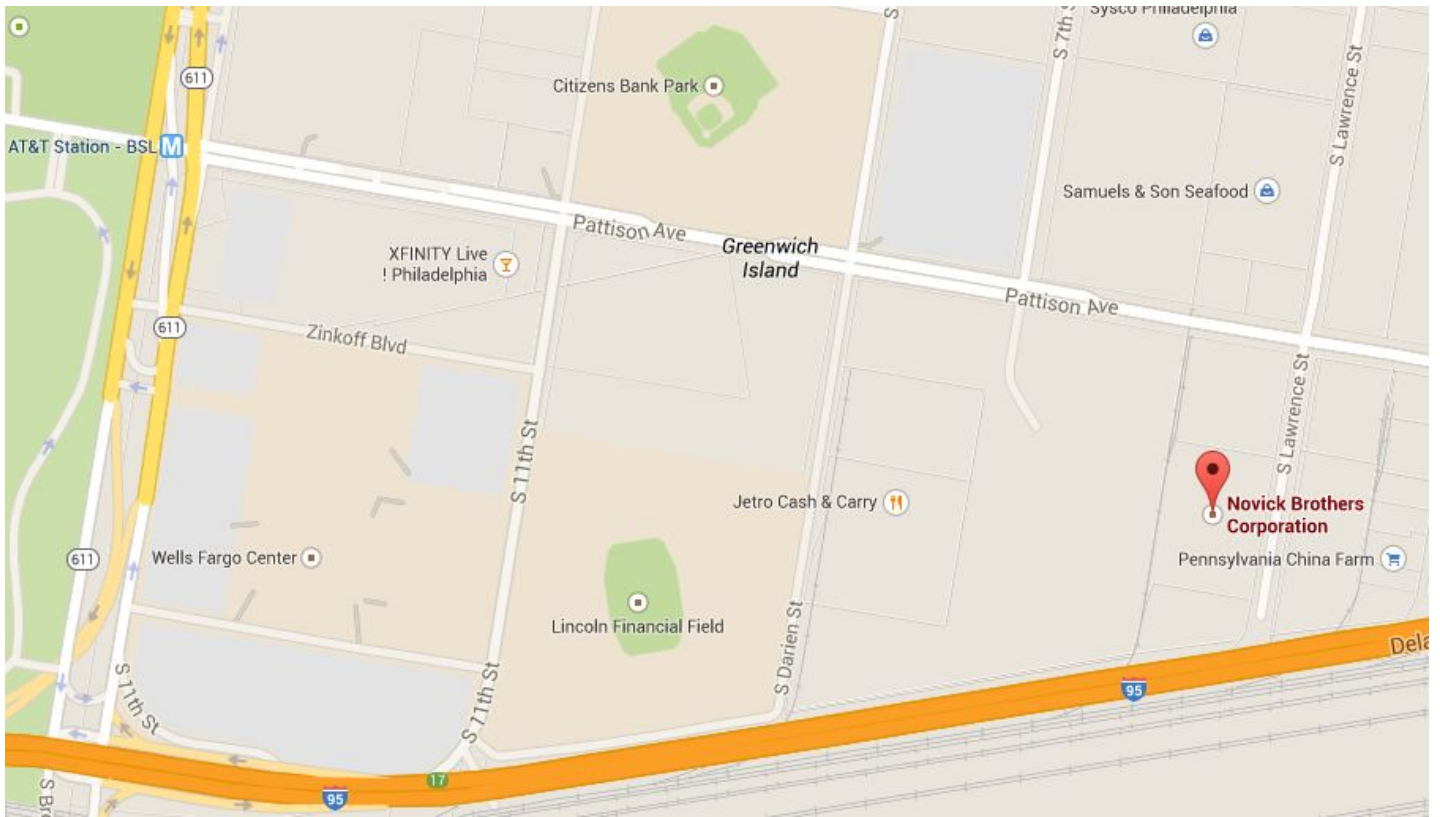 Sysco Philadelphia
S
S 7th St
611
Citizens Bank Park
S Lawrence St
AT&T Station - BSL
M
Samuels & Son Seafood
Pattison Ave
Greenwich
Island
XFINITY Live
! Philadelphia
Pattison Ave
611
Zinkoff Blvd
S Lawrence St
S 11th St
Jetro Cash & Carry
Novick Brothers
Corporation
611
Wells Fargo Center
Pennsylvania China Farm
Lincoln Financial Field
S Darien St
Dela
S 11th St
S 11th St
95
17
95
S Bro